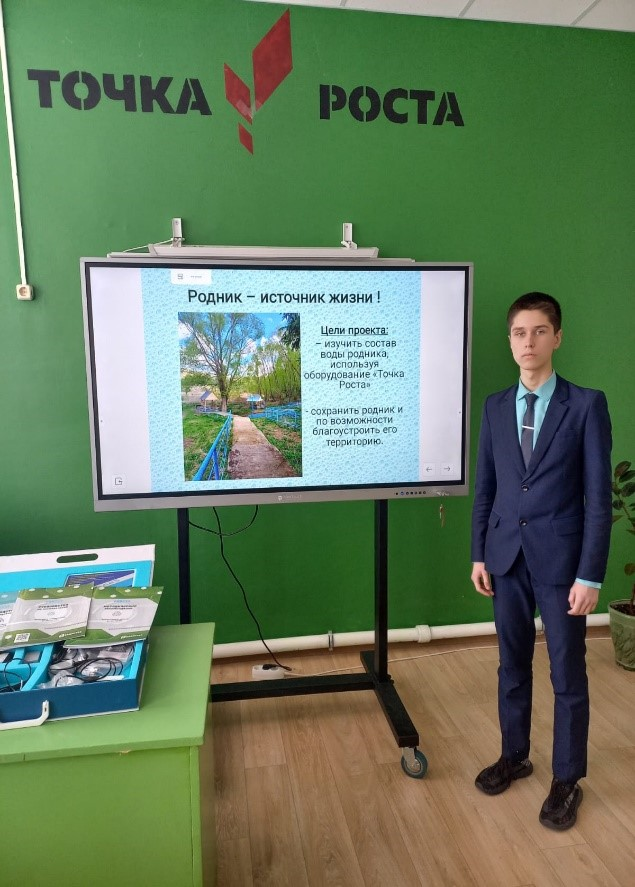 ТОЧКА РОСТА
Родник – источник жизни !
Цели проекта:
– изучить состав
воды родника,
используя
оборудование «Точка
Роста»
- сохранить родник и
по возможности
благоустроить его
территорию.